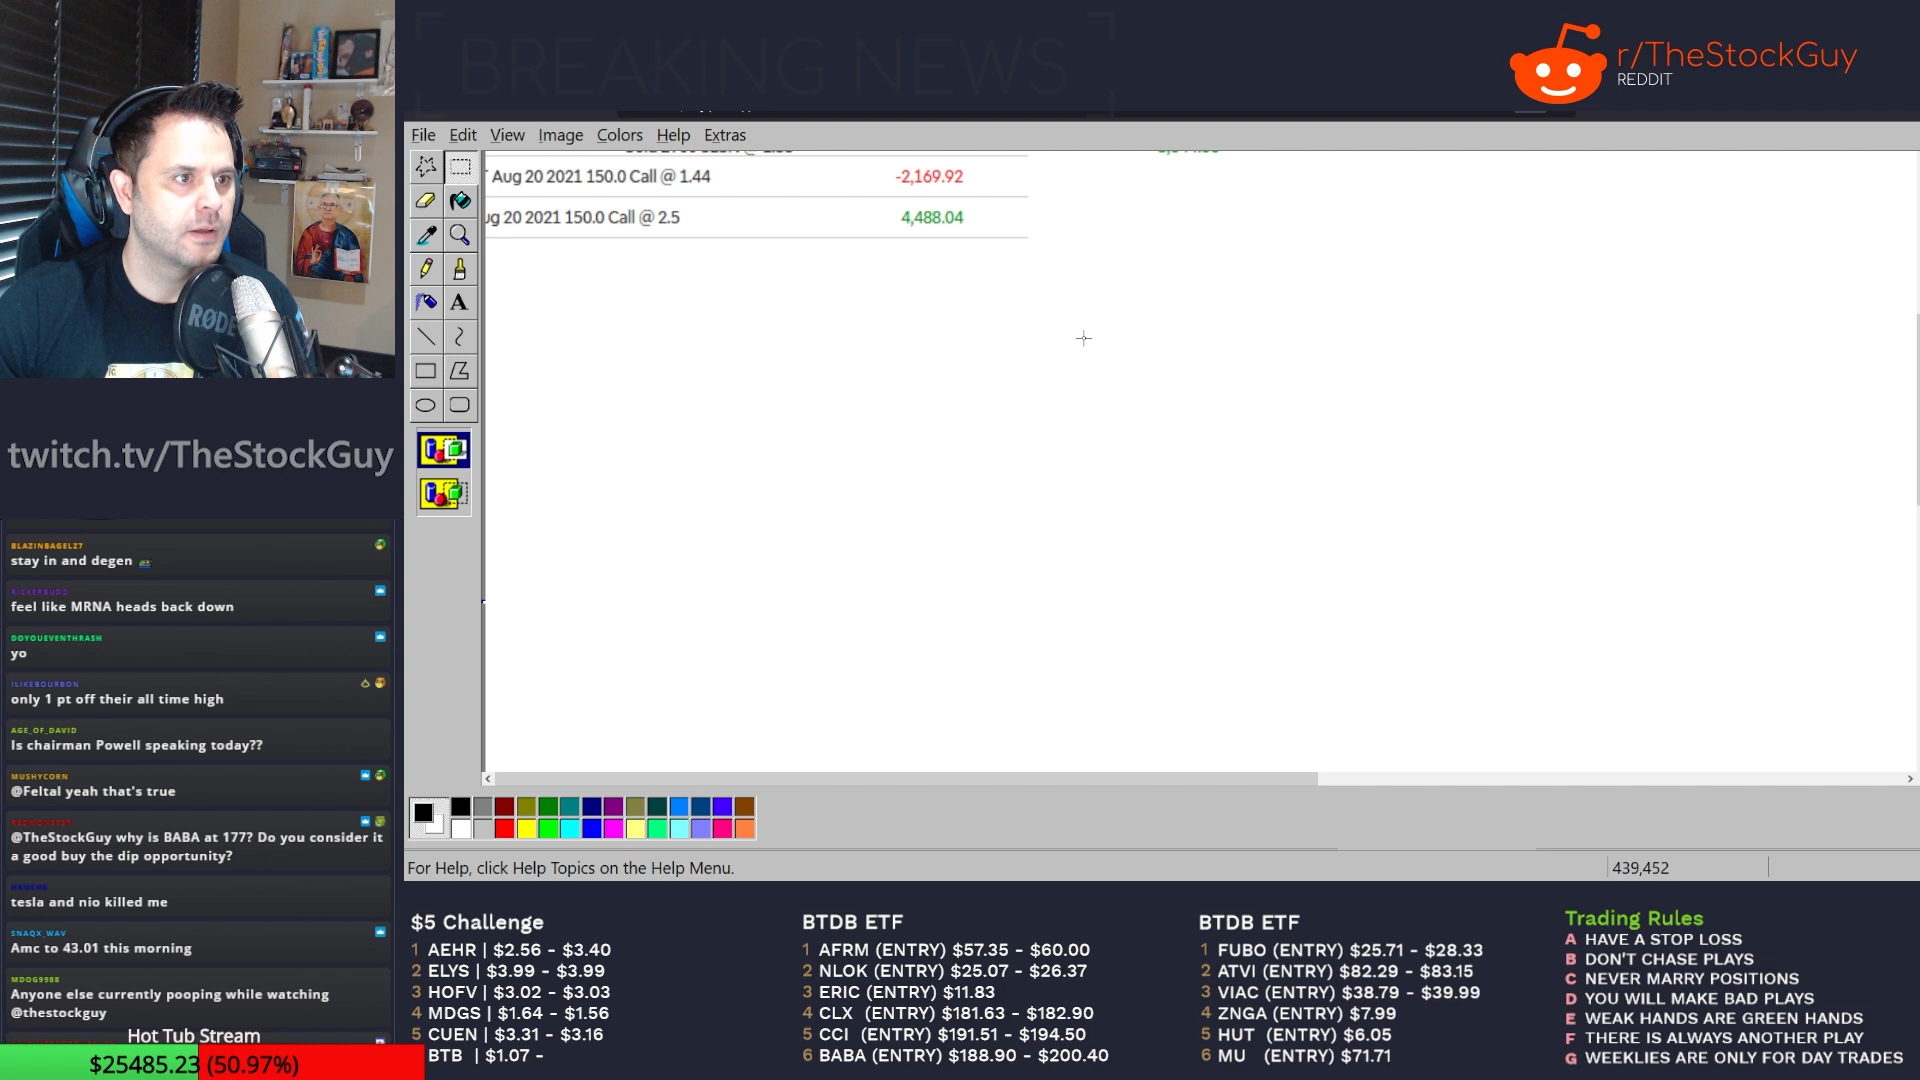 BREAKING NEWS
r/TheStockGuy
REDDIT
File Edit View Image Colors Help Extras
Aug 20 2021 150.0 Call @ 1.44 -2,169.92
ug 20 2021 150.0 Call @ 2.5 4,488.04
RØDE
twitch.tv/TheStockGuy
BLAZINBAGELZ7
stay in and degen
RICKERBUDD
feel like MRNA heads back down
DOYOUEVENTHRASH
yo
ILIKEBOURBON
only 1 pt off their all time high
AGE_OF_DAVID
Is chairman Powell speaking today??
MUSHYCORN
@Feltal yeah that's true
@TheStockGuy why is BABA at 177? Do you consider it
a good buy the dip opportunity?
tesla and nio killed me
SNAQX_WAV
Amc to 43.01 this morning
MDOG9988
Anyone else currently pooping while watching
@thestockguy
Hot Tub Stream
$25485.23 (50.97%)
For Help, click Help Topics on the Help Menu.
439,452
$5 Challenge
1 AEHR | $2.56 - $3.40
2 ELYS | $3.99 - $3.99
3 HOFV | $3.02 - $3.03
4 MDGS | $1.64 - $1.56
5 CUEN | $3.31 - $3.16
BTB | $1.07 -
BTDB ETF
1 AFRM (ENTRY) $57.35 - $60.00
2 NLOK (ENTRY) $25.07 - $26.37
3 ERIC (ENTRY) $11.83
4 CLX (ENTRY) $181.63 - $182.90
5 CCI (ENTRY) $191.51 - $194.50
6 BABA (ENTRY) $188.90 - $200.40
BTDB ETF
1 FUBO (ENTRY) $25.71 - $28.33
2 ATVI (ENTRY) $82.29 - $83.15
3 VIAC (ENTRY) $38.79 - $39.99
4 ZNGA (ENTRY) $7.99
5 HUT (ENTRY) $6.05
6 MU (ENTRY) $71.71
Trading Rules
A HAVE A STOP LOSS
B DON'T CHASE PLAYS
C NEVER MARRY POSITIONS
D YOU WILL MAKE BAD PLAYS
E WEAK HANDS ARE GREEN HANDS
F THERE IS ALWAYS ANOTHER PLAY
G WEEKLIES ARE ONLY FOR DAY TRADES